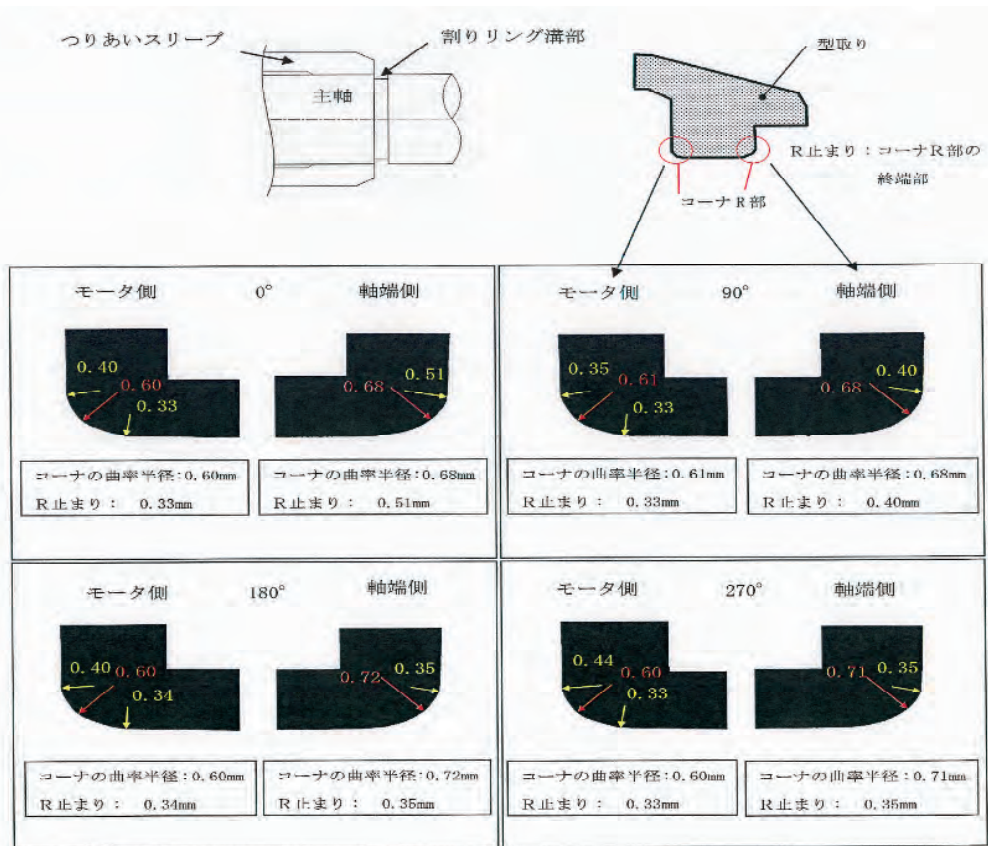 つりあいスリーブ
割りリング溝部
主軸
型取り
R止まり：コーナR部の
終端部
コーナR部
モータ側 0° 軸端側
0.40
0.60
0.33
0.51
0.68
コーナの曲率半径：0.60mm
R止まり： 0.33mm
コーナの曲率半径：0.68mm
R止まり： 0.51mm
モータ側 90° 軸端側
0.35
0.61
0.33
0.40
0.68
コーナの曲率半径：0.61mm
R止まり： 0.33mm
コーナの曲率半径：0.68mm
R止まり： 0.40mm
モータ側 180° 軸端側
0.40
0.60
0.34
0.35
0.72
コーナの曲率半径：0.60mm
R止まり： 0.34mm
コーナの曲率半径：0.72mm
R止まり： 0.35mm
モータ側 270° 軸端側
0.44
0.60
0.33
0.35
0.71
コーナの曲率半径：0.60mm
R止まり： 0.33mm
コーナの曲率半径：0.71mm
R止まり： 0.35mm